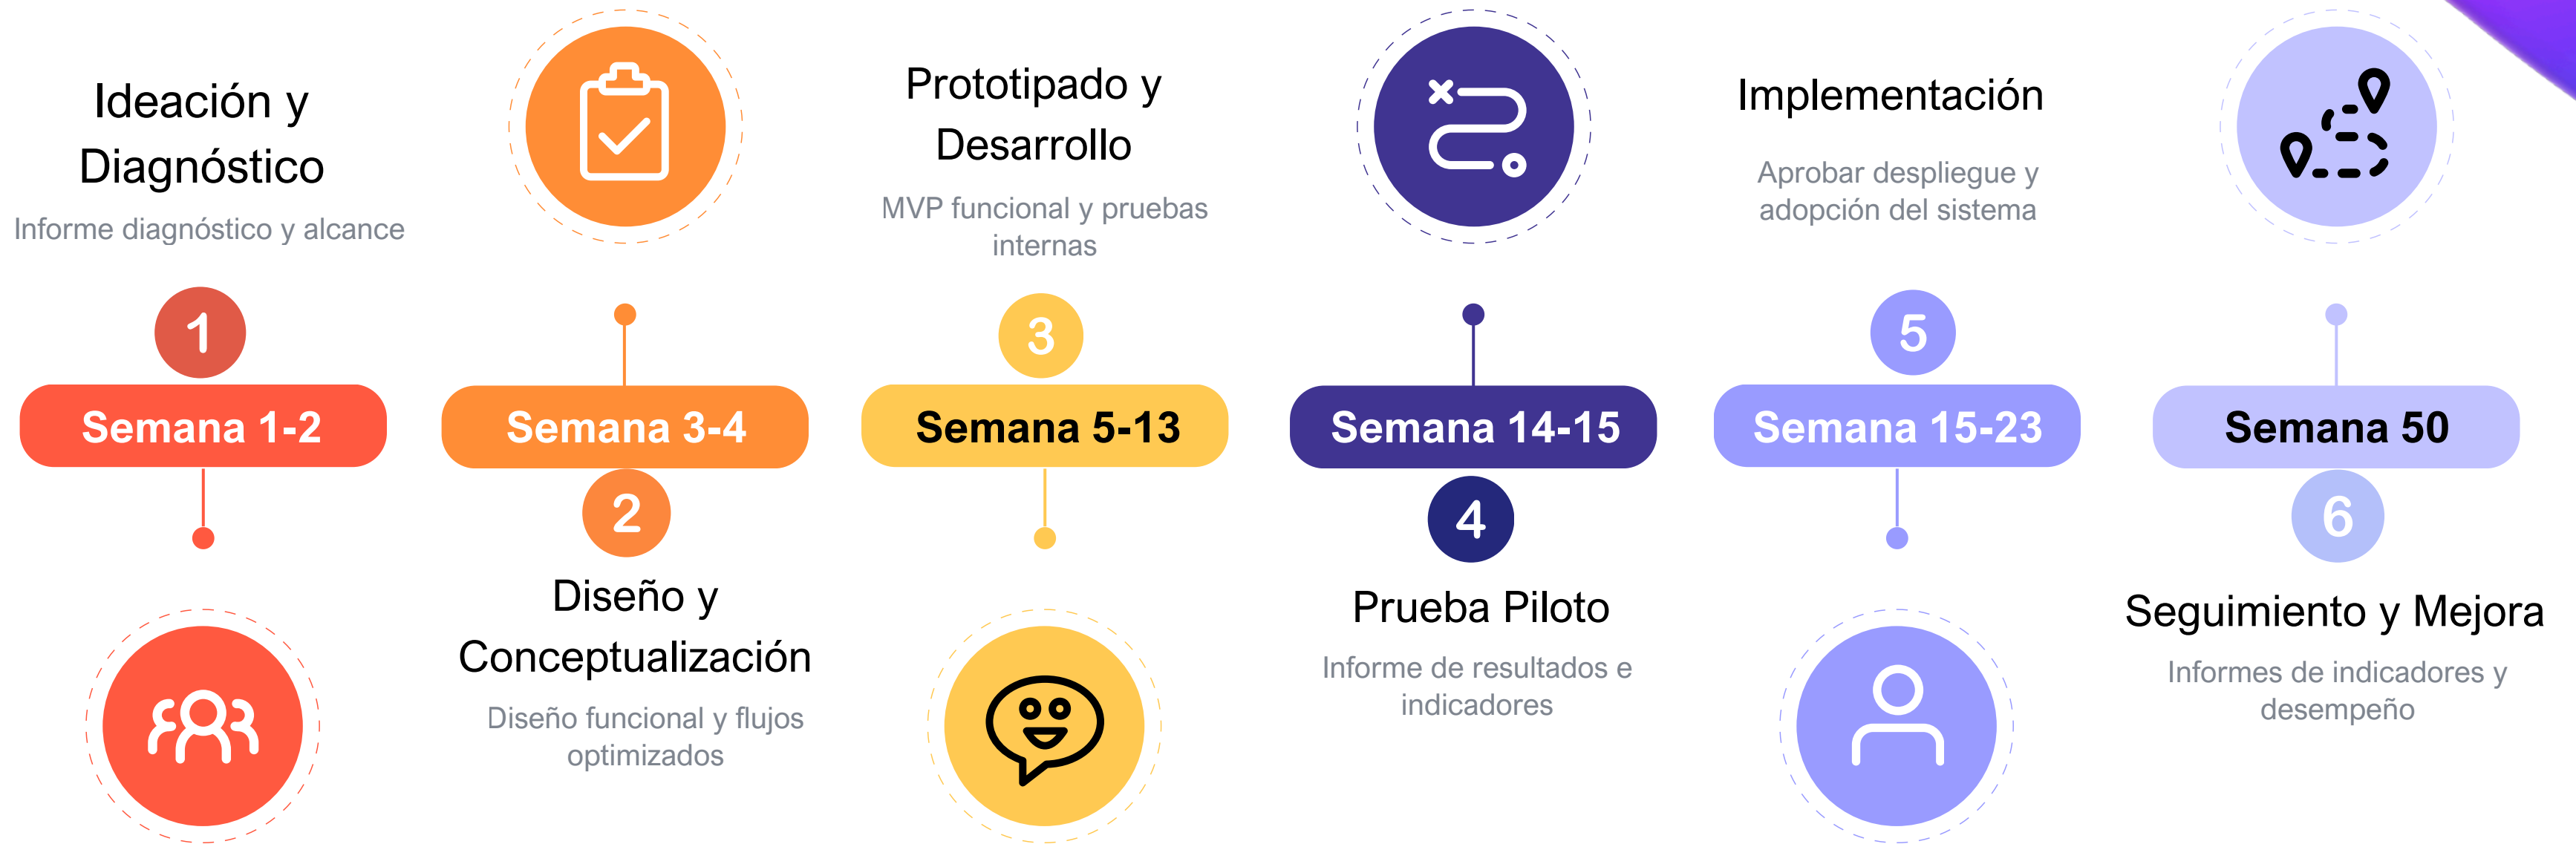 Ideación y
Diagnóstico
Informe diagnóstico y alcance
1
Semana 1-2
Semana 3-4
2
Diseño y
Conceptualización
Diseño funcional y flujos
optimizados
Prototipado y
Desarrollo
MVP funcional y pruebas
internas
3
Semana 5-13
Semana 14-15
4
Prueba Piloto
Informe de resultados e
indicadores
Implementación
Aprobar despliegue y
adopción del sistema
5
Semana 15-23
Semana 50
6
Seguimiento y Mejora
Informes de indicadores y
desempeño